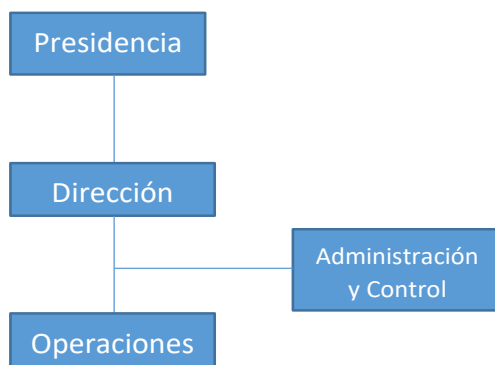 Presidencia
Dirección
Administración
y Control
Operaciones